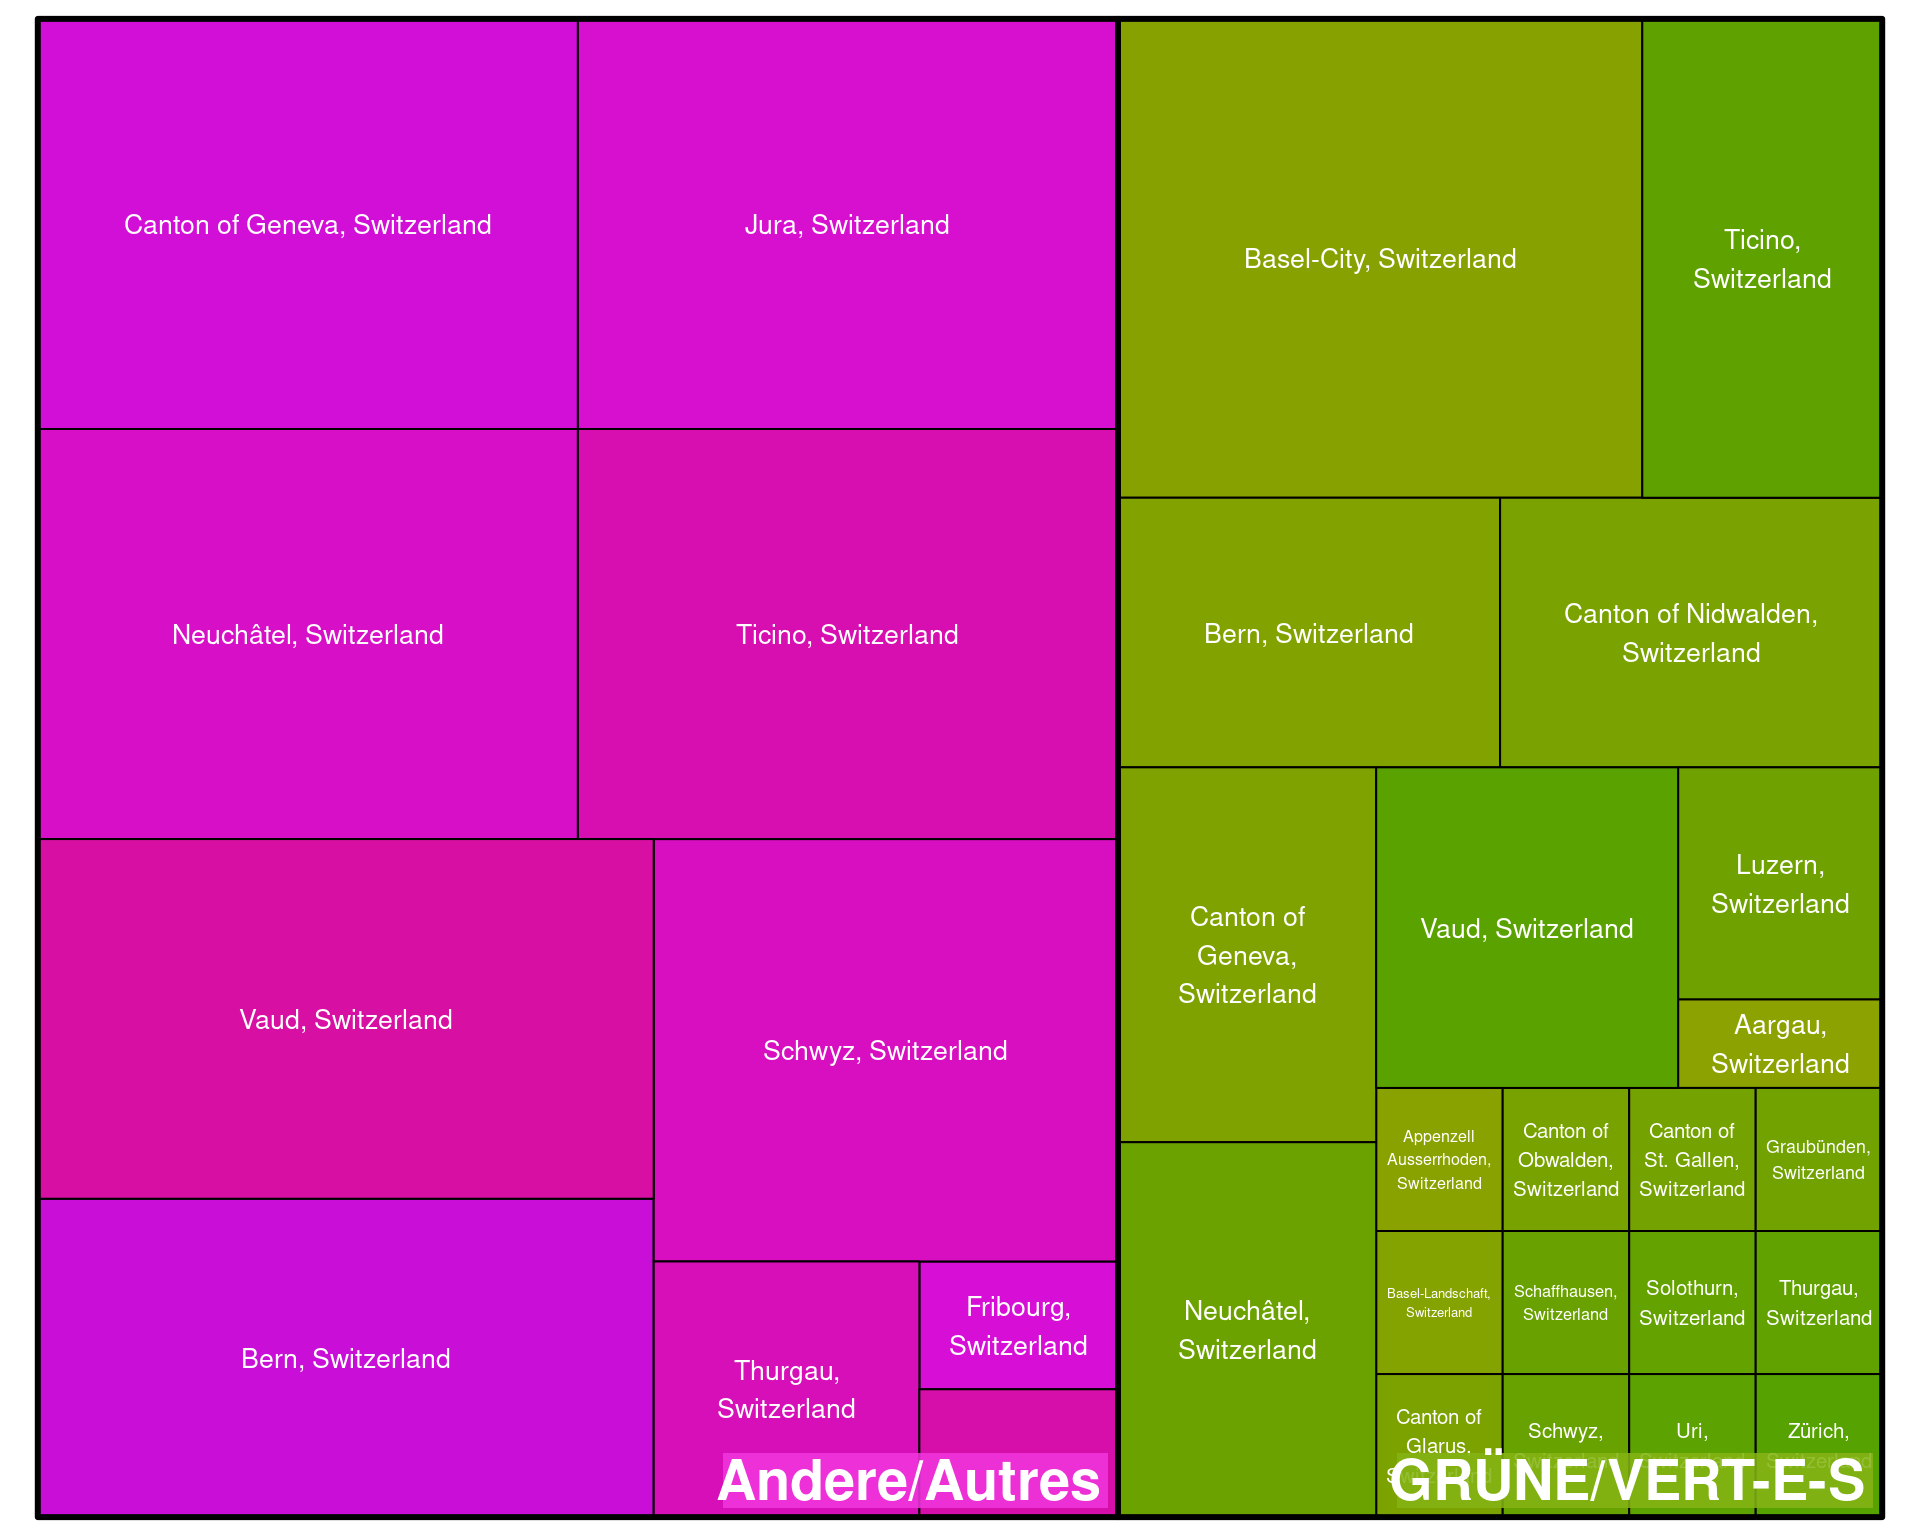 Canton of Geneva, Switzerland
Jura, Switzerland
Neuchâtel, Switzerland
Ticino, Switzerland
Vaud, Switzerland
Schwyz, Switzerland
Bern, Switzerland
Thurgau,
Switzerland
Fribourg,
Switzerland
Andere/Autres
Basel-City, Switzerland
Ticino,
Switzerland
Bern, Switzerland
Canton of Nidwalden,
Switzerland
Canton of
Geneva,
Switzerland
Vaud, Switzerland
Luzern,
Switzerland
Aargau,
Switzerland
Neuchâtel,
Switzerland
Appenzell
Ausserrhoden,
Switzerland
Canton of
Obwalden,
Switzerland
Canton of
St. Gallen,
Switzerland
Graubünden,
Switzerland
Basel-Landschaft,
Switzerland
Schaffhausen,
Switzerland
Solothurn,
Switzerland
Thurgau,
Switzerland
Canton of
Glarus,
Switzerland
Schwyz,
Switzerland
Uri,
Switzerland
Zürich,
Switzerland
GRÜNE/VERT-E-S